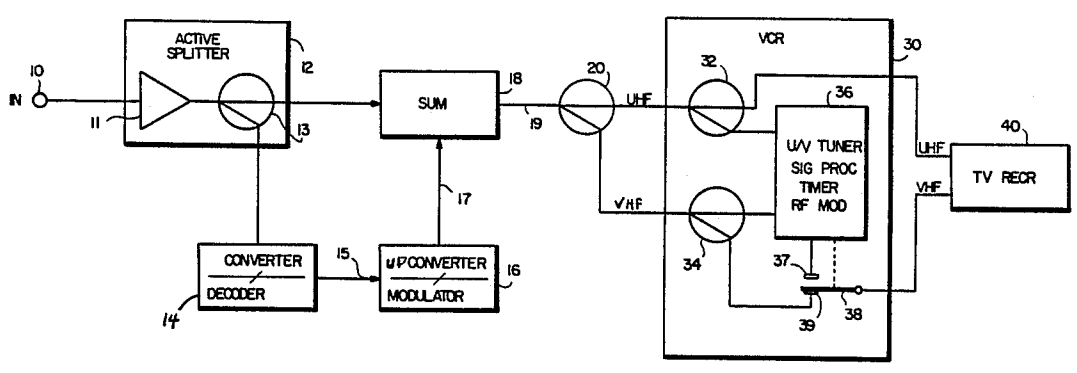 ACTIVE
SPLITTER
12
10
IN
11
13
SUM
18
19
20
UHF
VHF
17
CONVERTER
DECODER
14
15
UPCONVERTER
MODULATOR
16
VCR
30
32
34
36
U/V TUNER
SIG PROC
TIMER
RF MOD
37
38
39
UHF
VHF
40
TV RECR